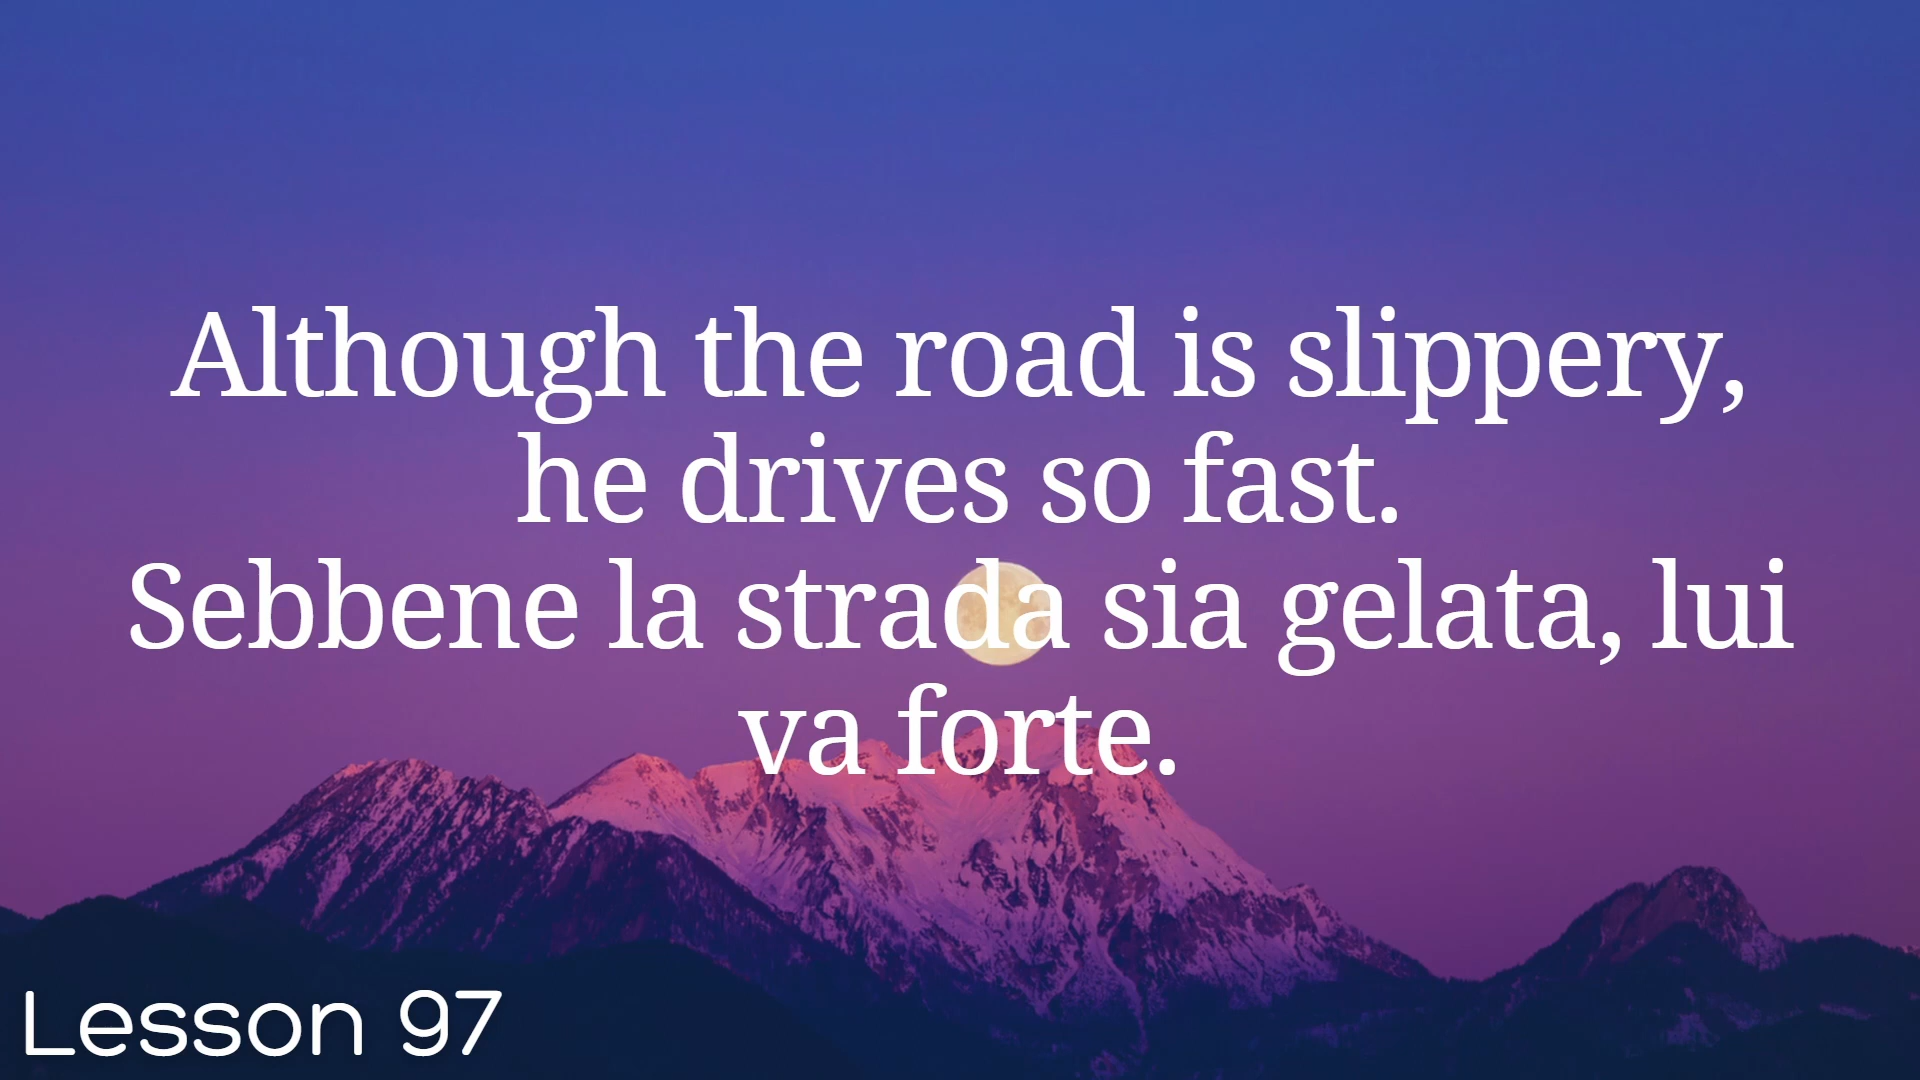 Although the road is slippery,
he drives so fast.
Sebbene la strada sia gelata, lui
va forte.
Lesson 97